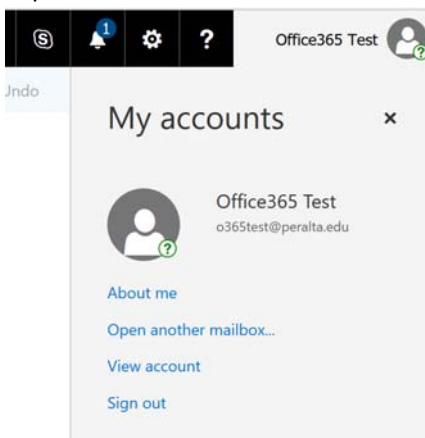 1
?
Office365 Test
?
Undo
My accounts
×
Office365 Test
o365test@peralta.edu
?
About me
Open another mailbox...
View account
Sign out